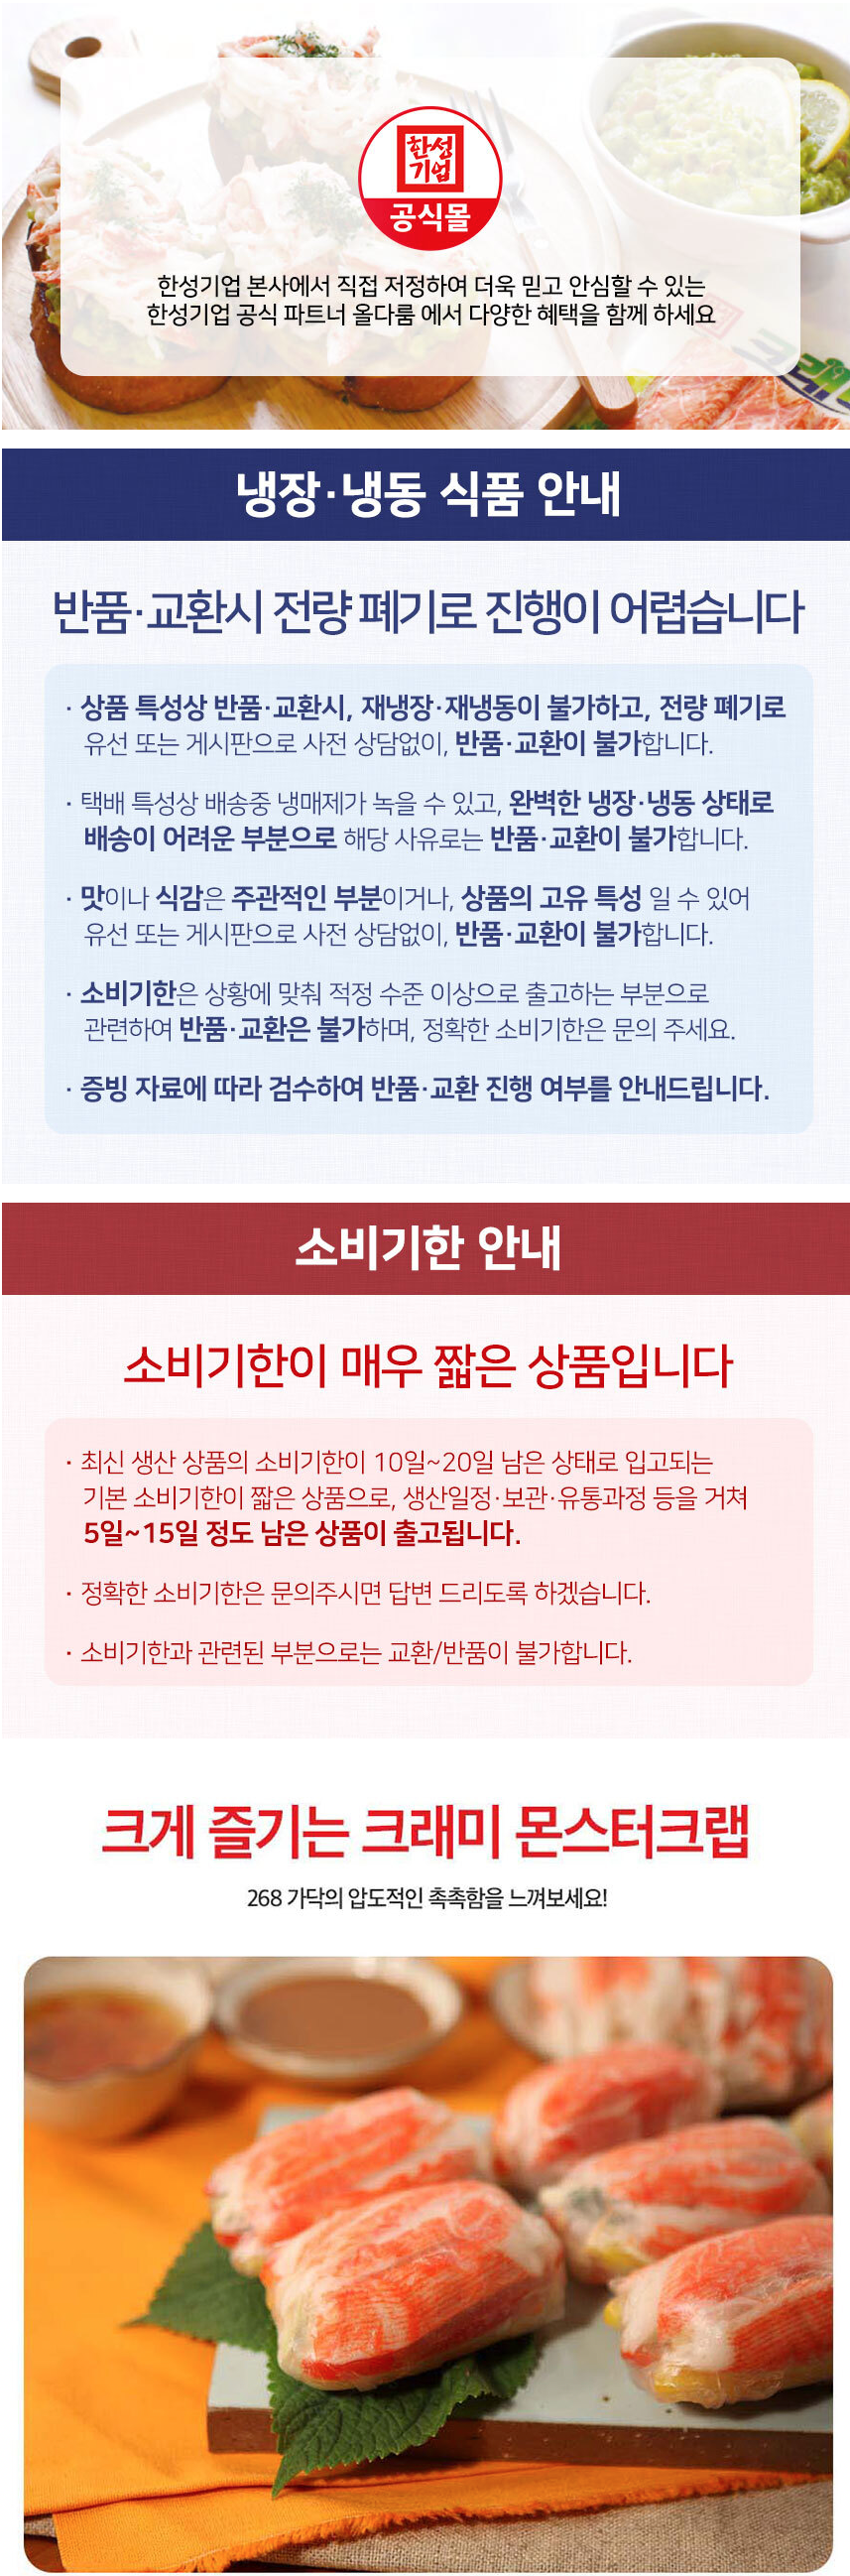 한성
기업
공식몰
한성기업 본사에서 직접 저정하여 더욱 믿고 안심할 수 있는
한성기업 공식 파트너 올다룸 에서 다양한 혜택을 함께 하세요
냉장·냉동 식품 안내
반품·교환시 전량 폐기로 진행이 어렵습니다
· 상품 특성상 반품·교환시, 재냉장·재냉동이 불가하고, 전량 폐기로
유선 또는 게시판으로 사전 상담없이, 반품·교환이 불가합니다.
· 택배 특성상 배송중 냉매제가 녹을 수 있고, 완벽한 냉장·냉동 상태로
배송이 어려운 부분으로 해당 사유로는 반품·교환이 불가합니다.
· 맛이나 식감은 주관적인 부분이거나, 상품의 고유 특성 일 수 있어
유선 또는 게시판으로 사전 상담없이, 반품·교환이 불가합니다.
· 소비기한은 상황에 맞춰 적정 수준 이상으로 출고하는 부분으로
관련하여 반품·교환은 불가하며, 정확한 소비기한은 문의 주세요.
· 증빙 자료에 따라 검수하여 반품·교환 진행 여부를 안내드립니다.
소비기한 안내
소비기한이 매우 짧은 상품입니다
· 최신 생산 상품의 소비기한이 10일~20일 남은 상태로 입고되는
기본 소비기한이 짧은 상품으로, 생산일정·보관·유통과정 등을 거쳐
5일~15일 정도 남은 상품이 출고됩니다.
· 정확한 소비기한은 문의주시면 답변 드리도록 하겠습니다.
· 소비기한과 관련된 부분으로는 교환/반품이 불가합니다.
크게 즐기는 크래미 몬스터크랩
268 가닥의 압도적인 촉촉함을 느껴보세요!